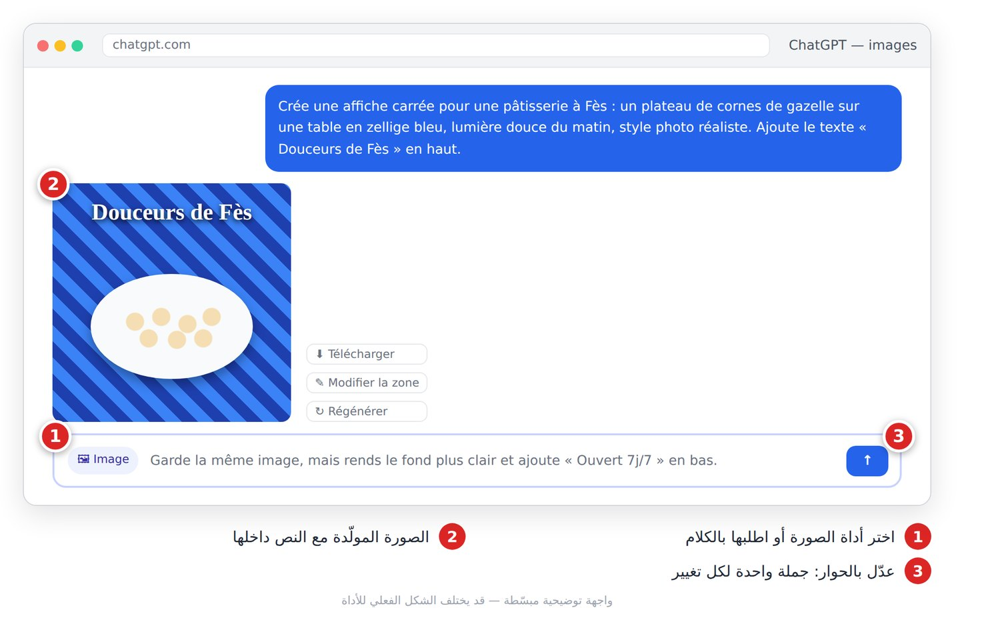 chatgpt.com
ChatGPT — images
Crée une affiche carrée pour une pâtisserie à Fès : un plateau de cornes de gazelle sur
une table en zellige bleu, lumière douce du matin, style photo réaliste. Ajoute le texte «
Douceurs de Fès » en haut.
2
Douceurs de Fès
⬇ Télécharger
✎ Modifier la zone
↻ Régénérer
1
3
🖼 Image
Garde la même image, mais rends le fond plus clair et ajoute « Ouvert 7j/7 » en bas.
↑
1 اختر أداة الصورة أو اطلبها بالكلام
2 الصورة المولّدة مع النص داخلها
3 عدّل بالحوار: جملة واحدة لكل تغيير
واجهة توضيحية مبسّطة — قد يختلف الشكل الفعلي للأداة